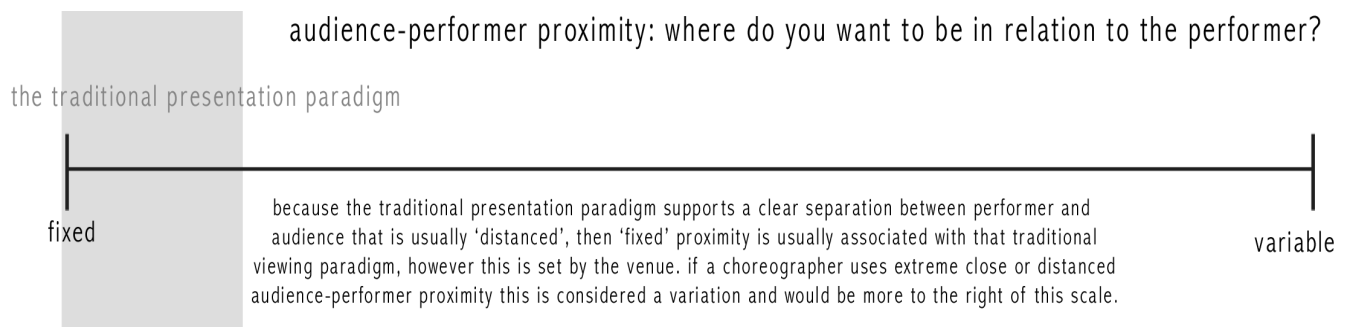 audience-performer proximity: where do you want to be in relation to the performer?
the traditional presentation paradigm
fixed
variable
because the traditional presentation paradigm supports a clear separation between performer and
audience that is usually ‘distanced’, then ‘fixed’ proximity is usually associated with that traditional
viewing paradigm, however this is set by the venue. if a choreographer uses extreme close or distanced
audience-performer proximity this is considered a variation and would be more to the right of this scale.